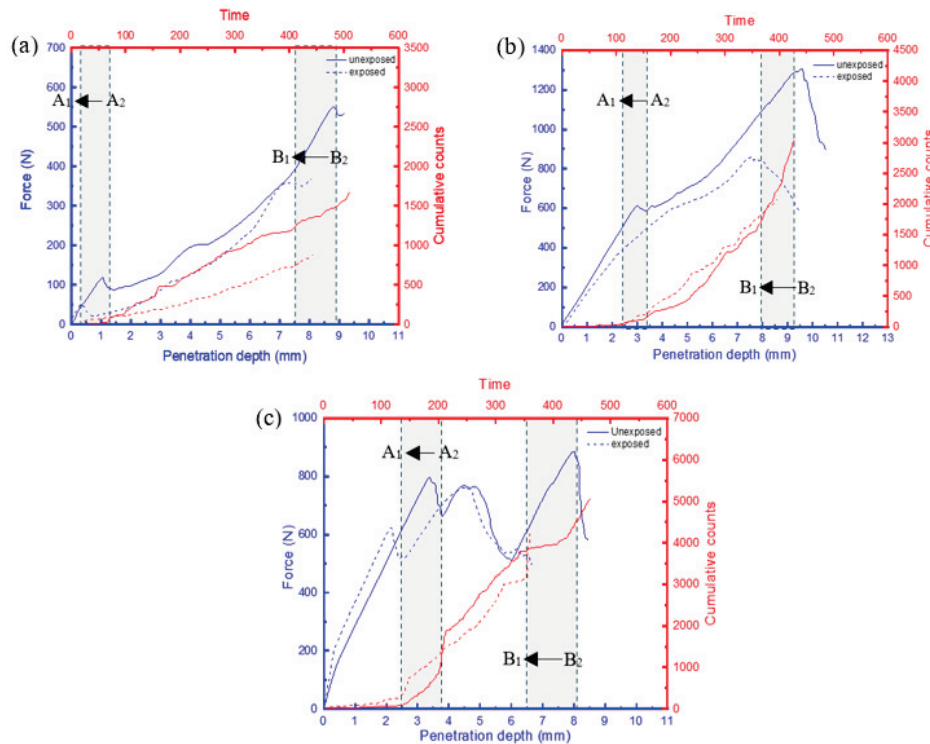 (a)
Time
0 100 200 300 400 500 600
700
600
500
400
300
200
100
0
Force (N)
unexposed
exposed
A1 A2
B1 B2
3500
3000
2500
2000
1500
1000
500
0
Cumulative counts
0 1 2 3 4 5 6 7 8 9 10 11
Penetration depth (mm)
(b)
Time
0 100 200 300 400 500 600
1400
1200
1000
800
600
400
200
0
Force (N)
unexposed
exposed
A1 A2
B1 B2
4500
4000
3500
3000
2500
2000
1500
1000
500
0
Cumulative counts
0 1 2 3 4 5 6 7 8 9 10 11 12 13
Penetration depth (mm)
(c)
Time
0 100 200 300 400 500 600
1000
800
600
400
200
0
Force (N)
Unexposed
exposed
A1 A2
B1 B2
7000
6000
5000
4000
3000
2000
1000
0
Cumulative counts
0 1 2 3 4 5 6 7 8 9 10 11
Penetration depth (mm)